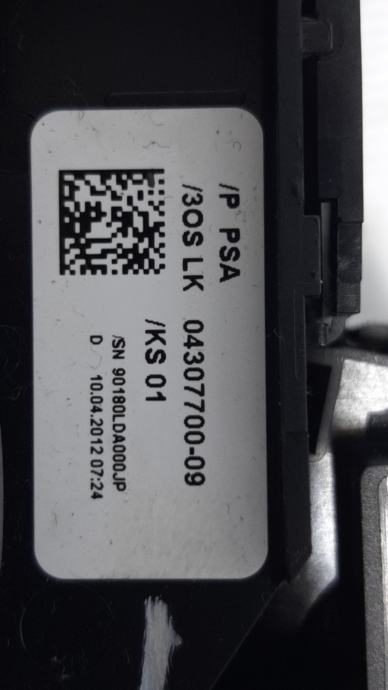 /P PSA
/3OS LK 04307700-09
/KS 01
/SN 90180LDA000JP
D 10.04.2012 07:24